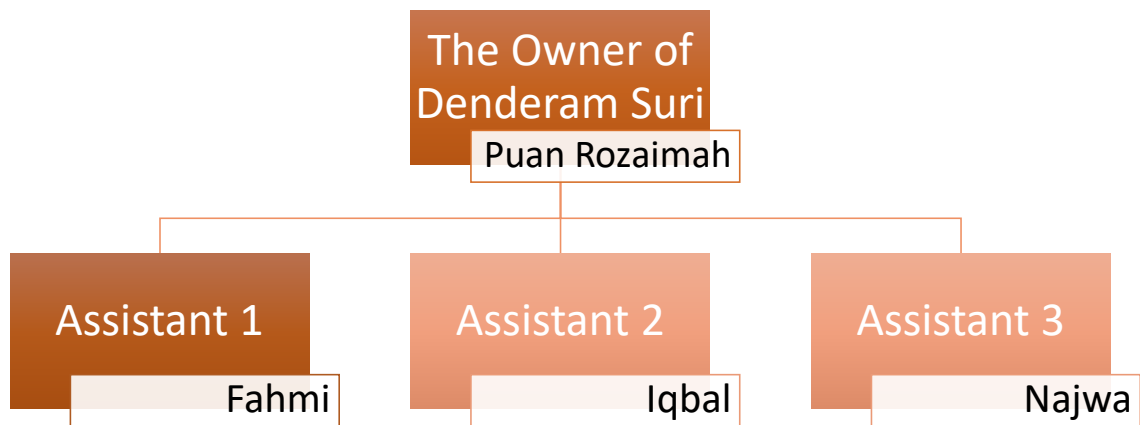 The Owner of
Denderam Suri
Puan Rozaimah
Assistant 1
Fahmi
Assistant 2
Iqbal
Assistant 3
Najwa